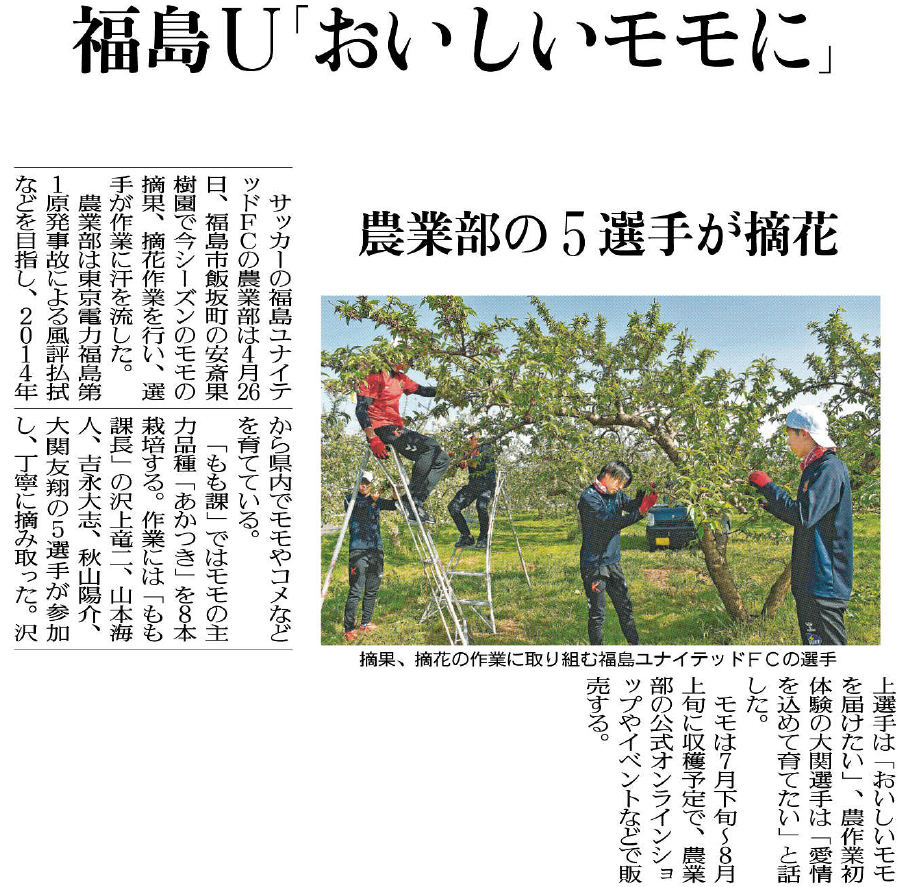 福島U「おいしいモモに」
農業部の5選手が摘花
サッカーの福島ユナイテ
ッドFCの農業部は4月26
日、福島市飯坂町の安斎果
樹園で今シーズンのモモの
摘果、摘花作業を行い、選
手が作業に汗を流した。
農業部は東京電力福島第
1原発事故による風評払拭
などを目指し、2014年
から県内でモモやコメなど
を育てている。
「もも課」ではモモの主
力品種「あかつき」を8本
栽培する。作業には「もも
課長」の沢上竜二、山本海
人、吉永大志、秋山陽介、
大関友翔の5選手が参加
し、丁寧に摘み取った。沢
上選手は「おいしいモモ
を届けたい」、農作業初
体験の大関選手は「愛情
を込めて育てたい」と話
した。
モモは7月下旬〜8月
上旬に収穫予定で、農業
部の公式オンラインショ
ップやイベントなどで販
売する。
摘果、摘花の作業に取り組む福島ユナイテッドFCの選手